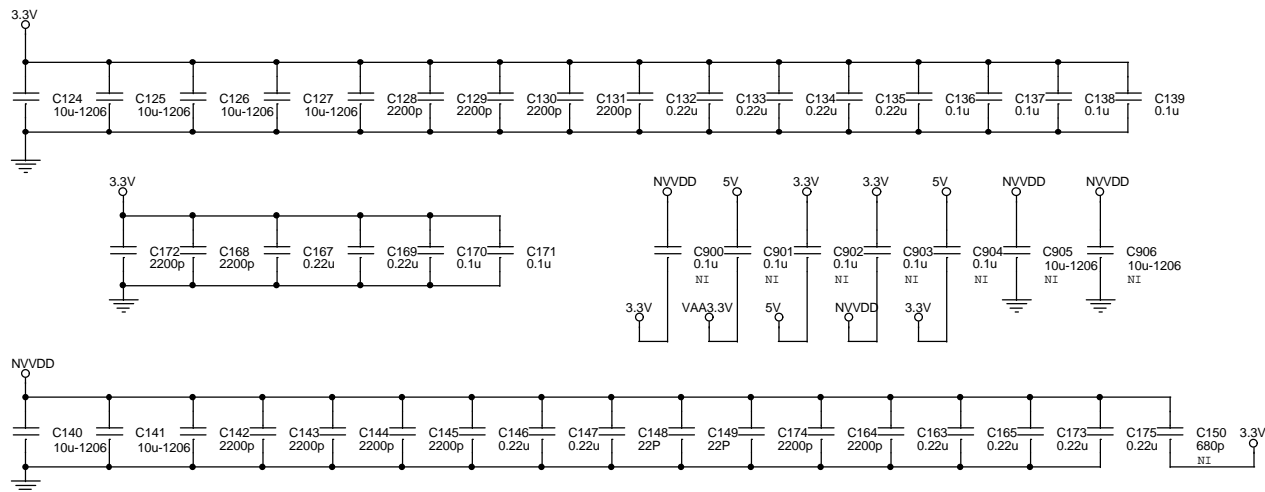 3.3V
C124
10u-1206
C125
10u-1206
C126
10u-1206
C127
10u-1206
C128
2200p
C129
2200p
C130
2200p
C131
2200p
C132
0.22u
C133
0.22u
C134
0.22u
C135
0.22u
C136
0.1u
C137
0.1u
C138
0.1u
C139
0.1u
3.3V
C172
2200p
C168
2200p
C167
0.22u
C169
0.22u
C170
0.1u
C171
0.1u
NVVDD
5V
3.3V
3.3V
5V
NVVDD
NVVDD
C900
0.1u
NI
C901
0.1u
NI
C902
0.1u
NI
C903
0.1u
NI
C904
0.1u
NI
C905
10u-1206
NI
C906
10u-1206
NI
3.3V
VAA3.3V
5V
NVVDD
3.3V
NVVDD
C140
10u-1206
C141
10u-1206
C142
2200p
C143
2200p
C144
2200p
C145
2200p
C146
0.22u
C147
0.22u
C148
22P
C149
22P
C174
2200p
C164
2200p
C163
0.22u
C165
0.22u
C173
0.22u
C175
0.22u
C150
680p
NI
3.3V